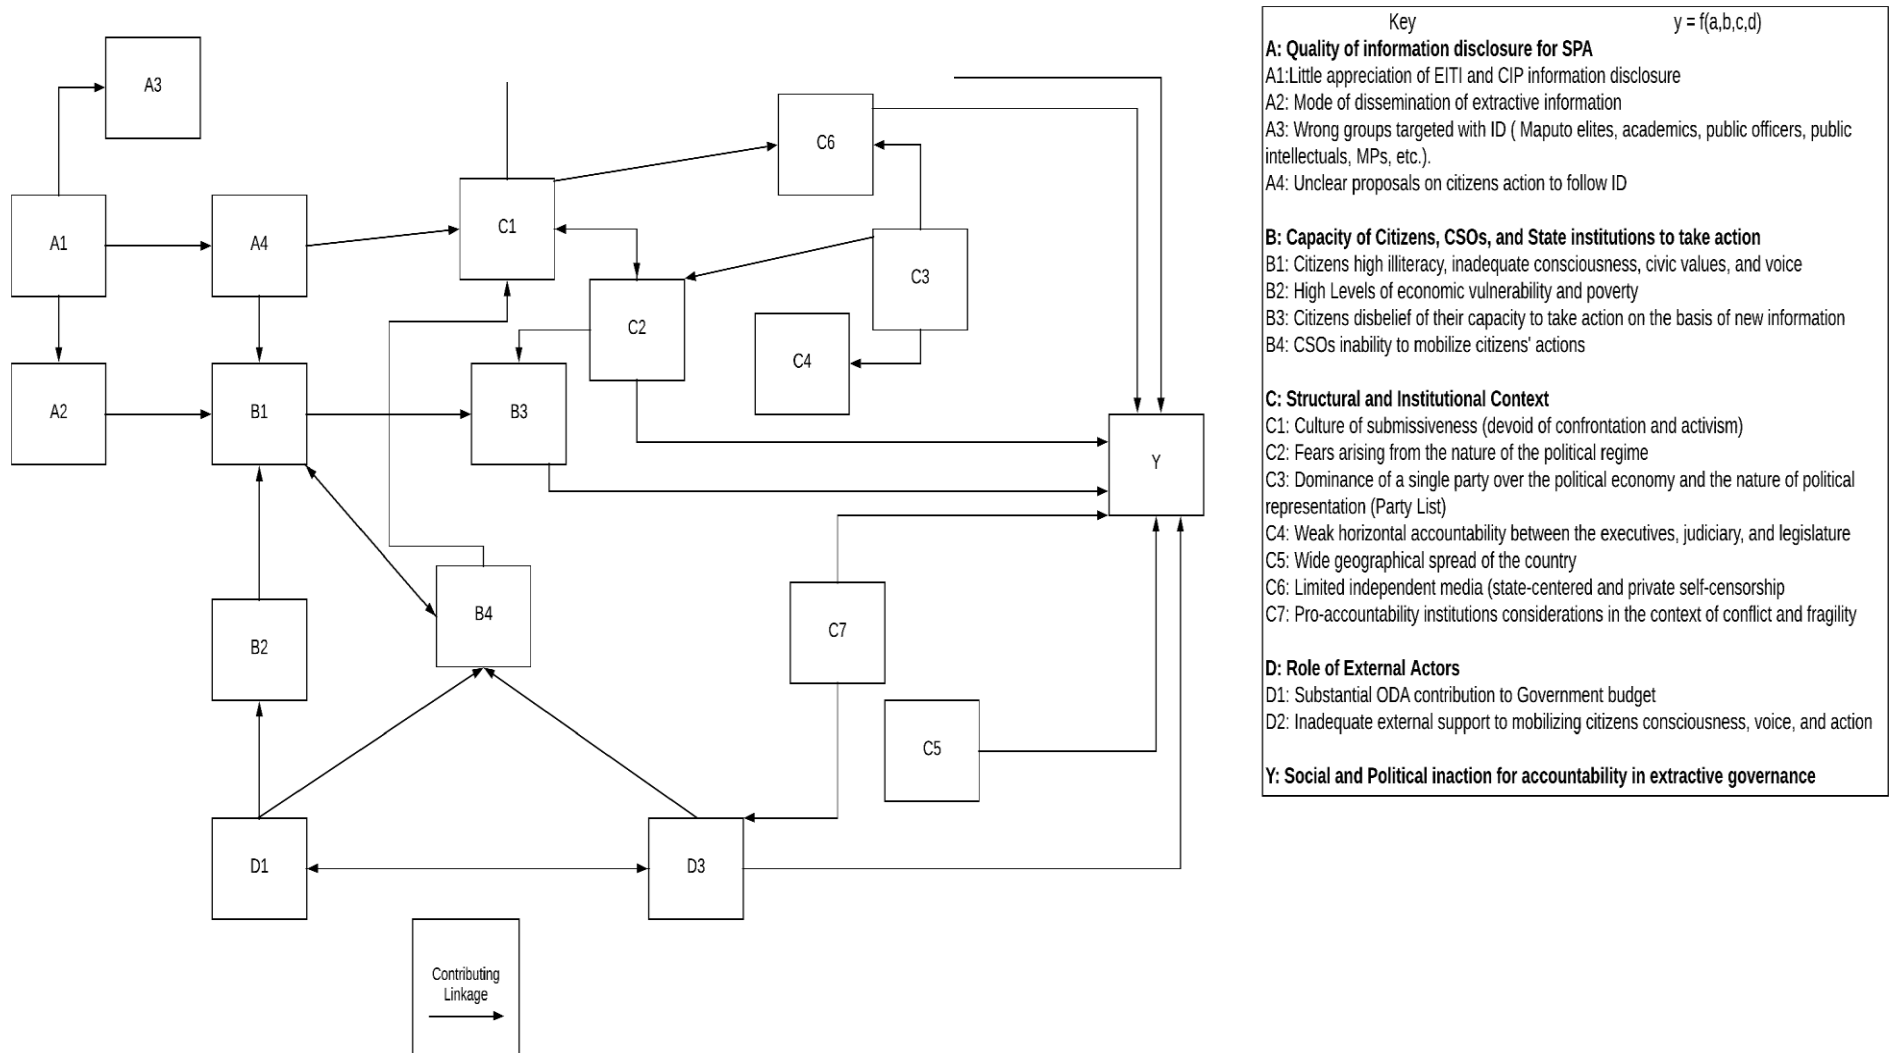 A3
C6
C1
A1
A4
C3
C2
C4
A2
B1
B3
Y
B4
C7
B2
C5
D1
D3
Contributing
Linkage
Key
y = f(a,b,c,d)
A: Quality of information disclosure for SPA
A1:Little appreciation of EITI and CIP information disclosure
A2: Mode of dissemination of extractive information
A3: Wrong groups targeted with ID ( Maputo elites, academics, public officers, public
intellectuals, MPs, etc.).
A4: Unclear proposals on citizens action to follow ID
B: Capacity of Citizens, CSOs, and State institutions to take action
B1: Citizens high illiteracy, inadequate consciousness, civic values, and voice
B2: High Levels of economic vulnerability and poverty
B3: Citizens disbelief of their capacity to take action on the basis of new information
B4: CSOs inability to mobilize citizens' actions
C: Structural and Institutional Context
C1: Culture of submissiveness (devoid of confrontation and activism)
C2: Fears arising from the nature of the political regime
C3: Dominance of a single party over the political economy and the nature of political
representation (Party List)
C4: Weak horizontal accountability between the executives, judiciary, and legislature
C5: Wide geographical spread of the country
C6: Limited independent media (state-centered and private self-censorship
C7: Pro-accountability institutions considerations in the context of conflict and fragility
D: Role of External Actors
D1: Substantial ODA contribution to Government budget
D2: Inadequate external support to mobilizing citizens consciousness, voice, and action
Y: Social and Political inaction for accountability in extractive governance